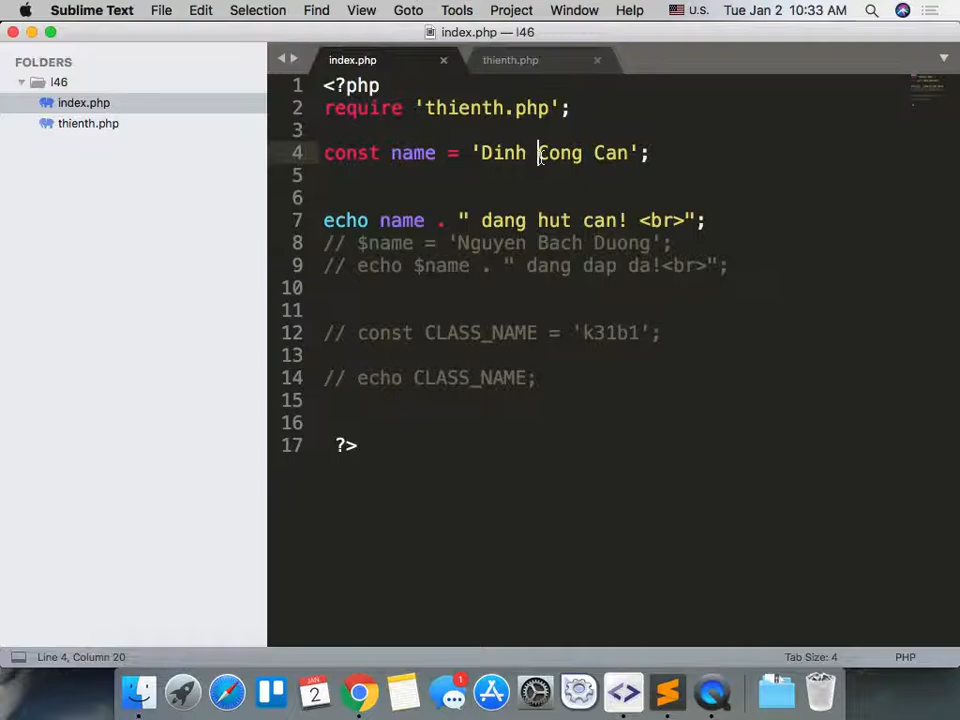 Sublime Text File Edit Selection Find View Goto Tools Project Window Help U.S. Tue Jan 2 10:33 AM
index.php — l46
FOLDERS
l46
index.php
thienth.php
index.php
thienth.php
1 <?php
2 require 'thienth.php';
3
4 const name = 'Dinh Cong Can';
5
6
7 echo name . " dang hut can! <br>";
8 // $name = 'Nguyen Bach Duong';
9 // echo $name . " dang dap da!<br>";
10
11
12 // const CLASS_NAME = 'k31b1';
13
14 // echo CLASS_NAME;
15
16
17 ?>
Line 4, Column 20 Tab Size: 4 PHP
JAN
2
1